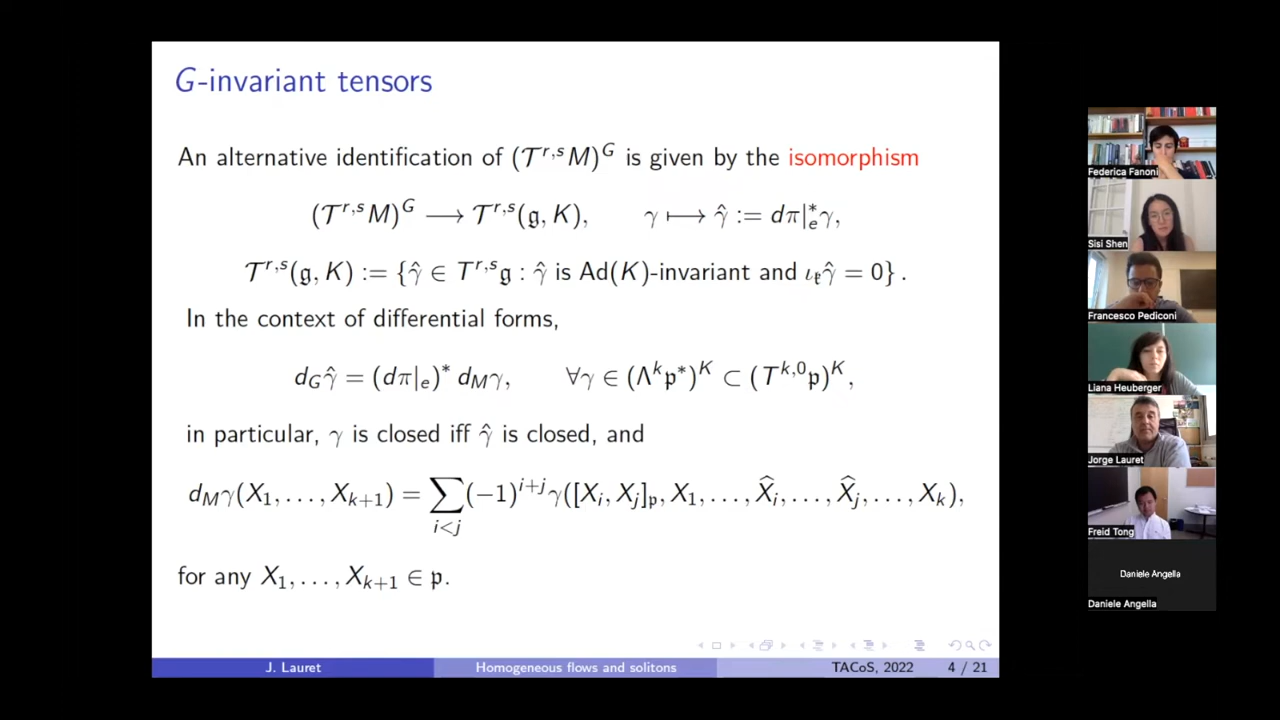 G-invariant tensors
An alternative identification of (𝒯^{r,s}M)^G is given by the isomorphism
(𝒯^{r,s}M)^G ⟶ 𝒯^{r,s}(𝔤, K), γ ⟼ γ̂ := dπ|_e^*γ,
𝒯^{r,s}(𝔤, K) := {γ̂ ∈ T^{r,s}𝔤 : γ̂ is Ad(K)-invariant and ι_𝔨γ̂ = 0} .
In the context of differential forms,
d_Gγ̂ = (dπ|_e)^* d_Mγ, ∀γ ∈ (Λ^k𝔭^*)^K ⊂ (T^{k,0}𝔭)^K,
in particular, γ is closed iff γ̂ is closed, and
d_Mγ(X_1, . . . , X_{k+1}) = ∑_{i<j} (−1)^{i+j}γ([X_i, X_j]_𝔭, X_1, . . . , X̂_i, . . . , X̂_j, . . . , X_k),
for any X_1, . . . , X_{k+1} ∈ 𝔭.
J. Lauret
Homogeneous flows and solitons
TACoS, 2022
4 / 21
Federica Fanoni
Sisi Shen
Francesco Pediconi
Liana Heuberger
Jorge Lauret
Freid Tong
Daniele Angella
Daniele Angella